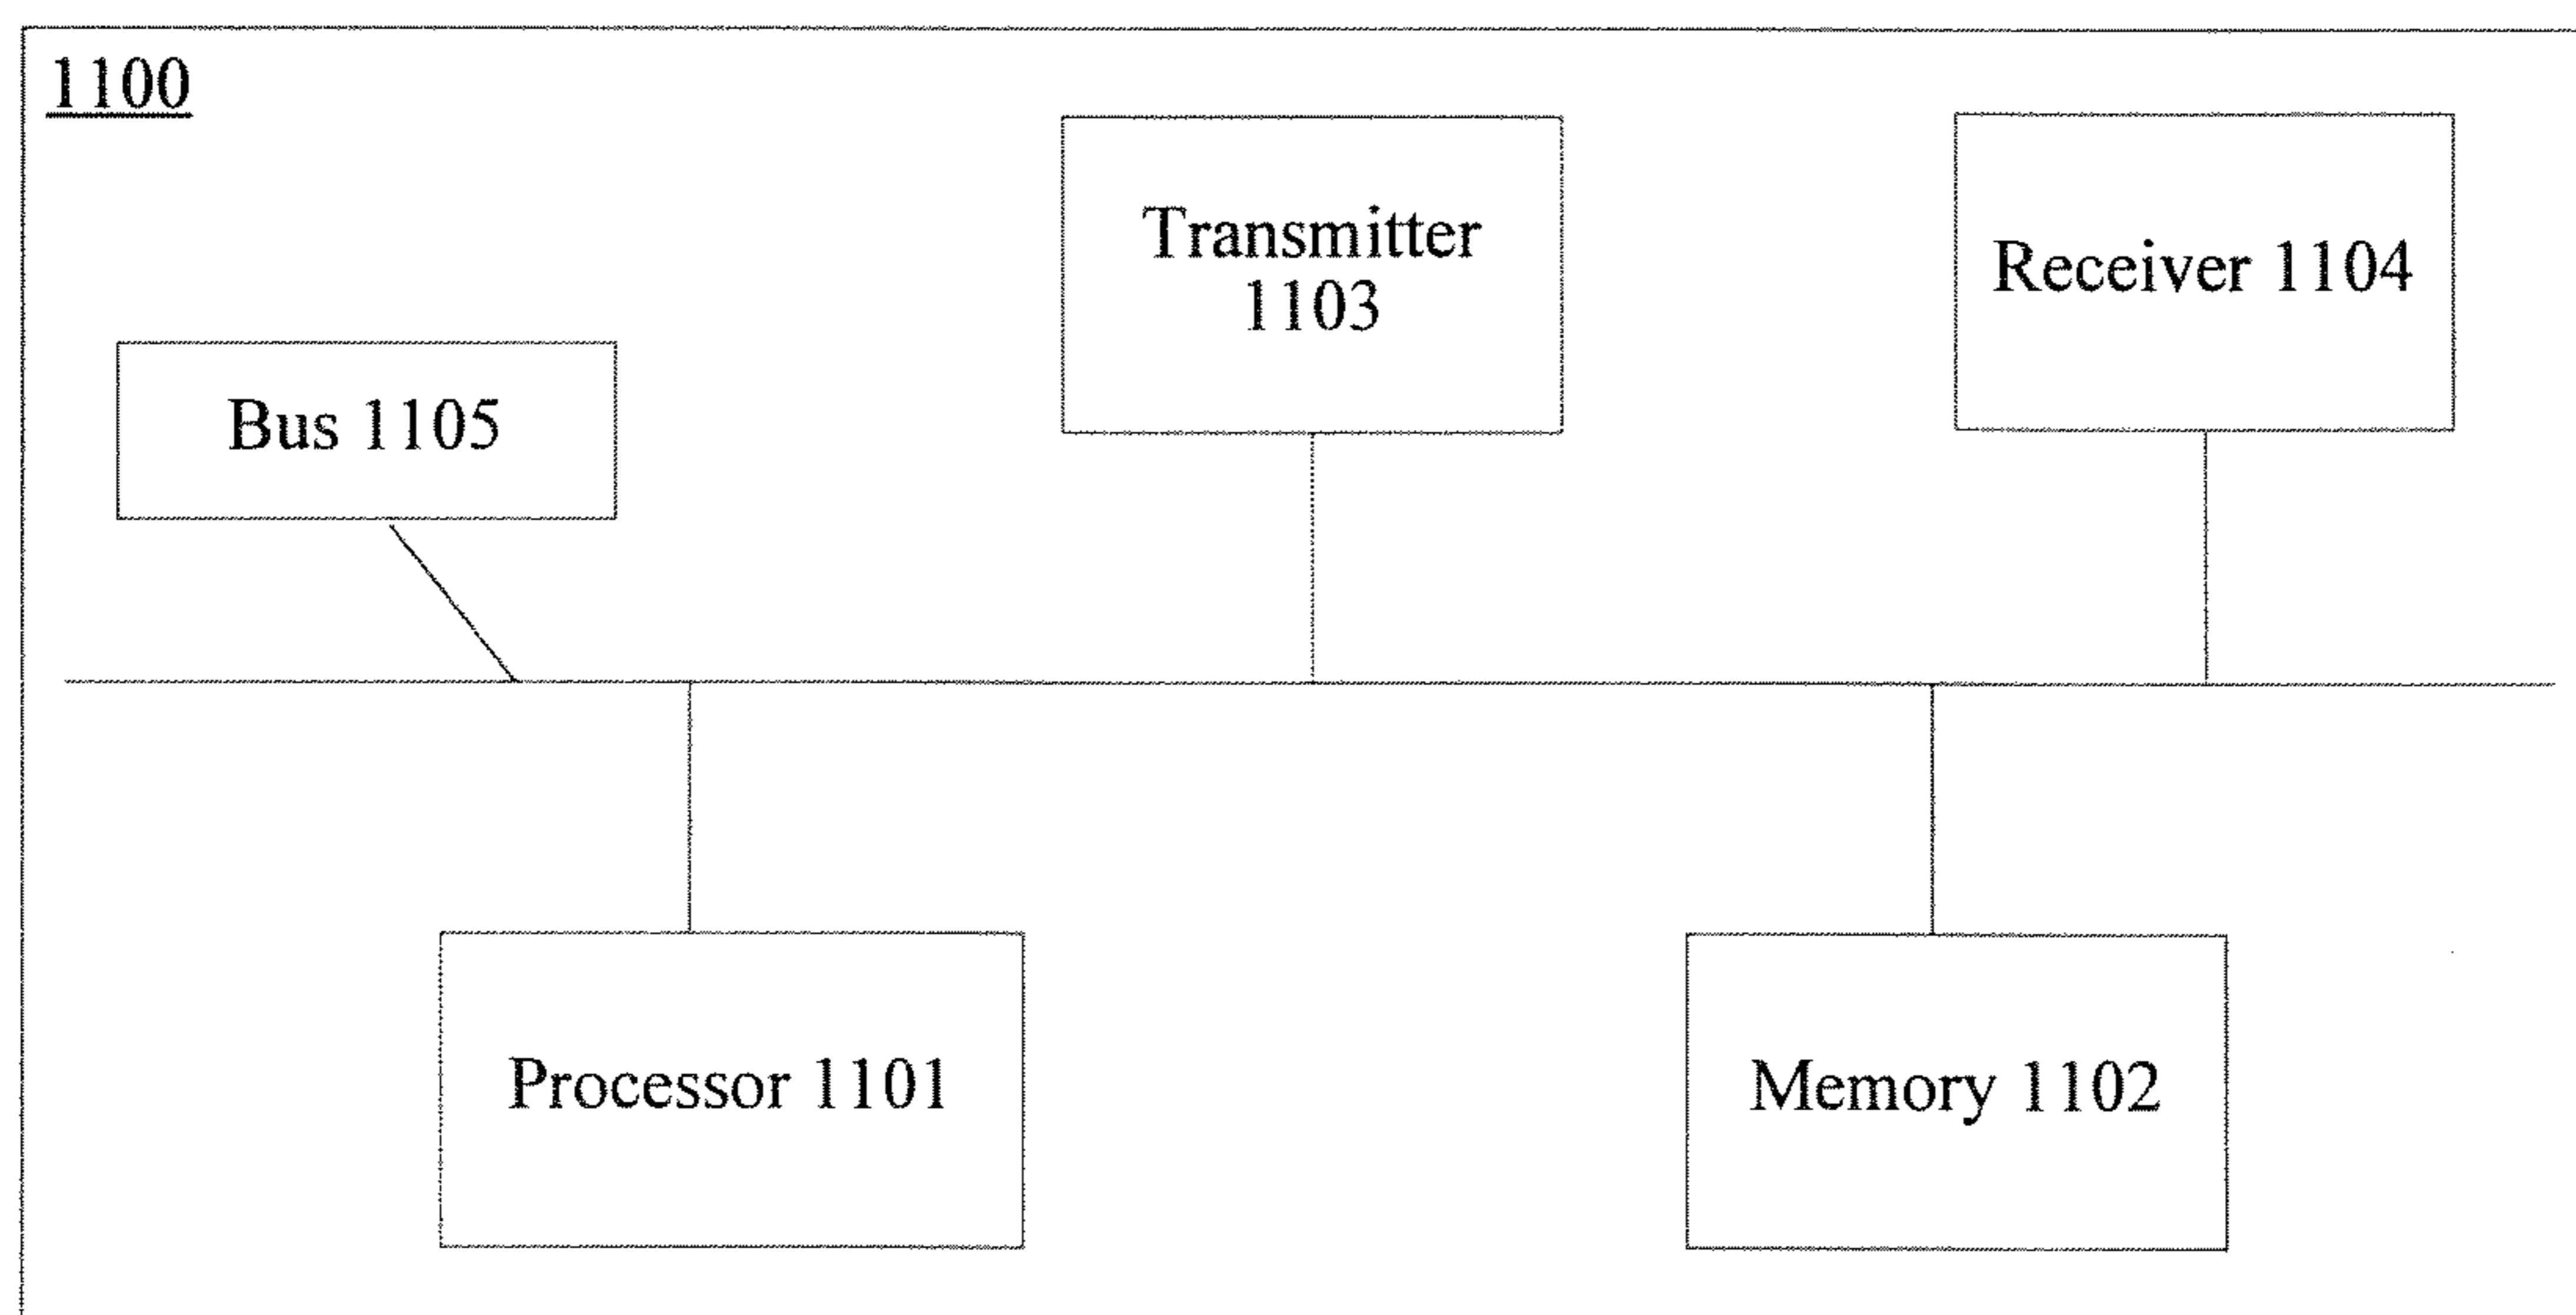 1100
Transmitter
1103
Receiver 1104
Bus 1105
Processor 1101
Memory 1102